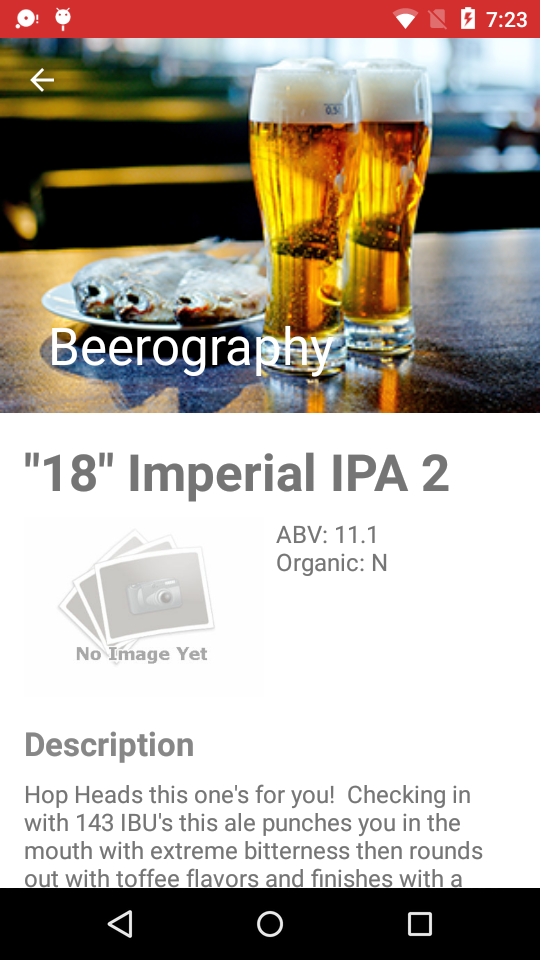 7:23
0,5l
Beerography
"18" Imperial IPA 2
ABV: 11.1
Organic: N
No Image Yet
Description
Hop Heads this one's for you!  Checking in
with 143 IBU's this ale punches you in the
mouth with extreme bitterness then rounds
out with toffee flavors and finishes with a